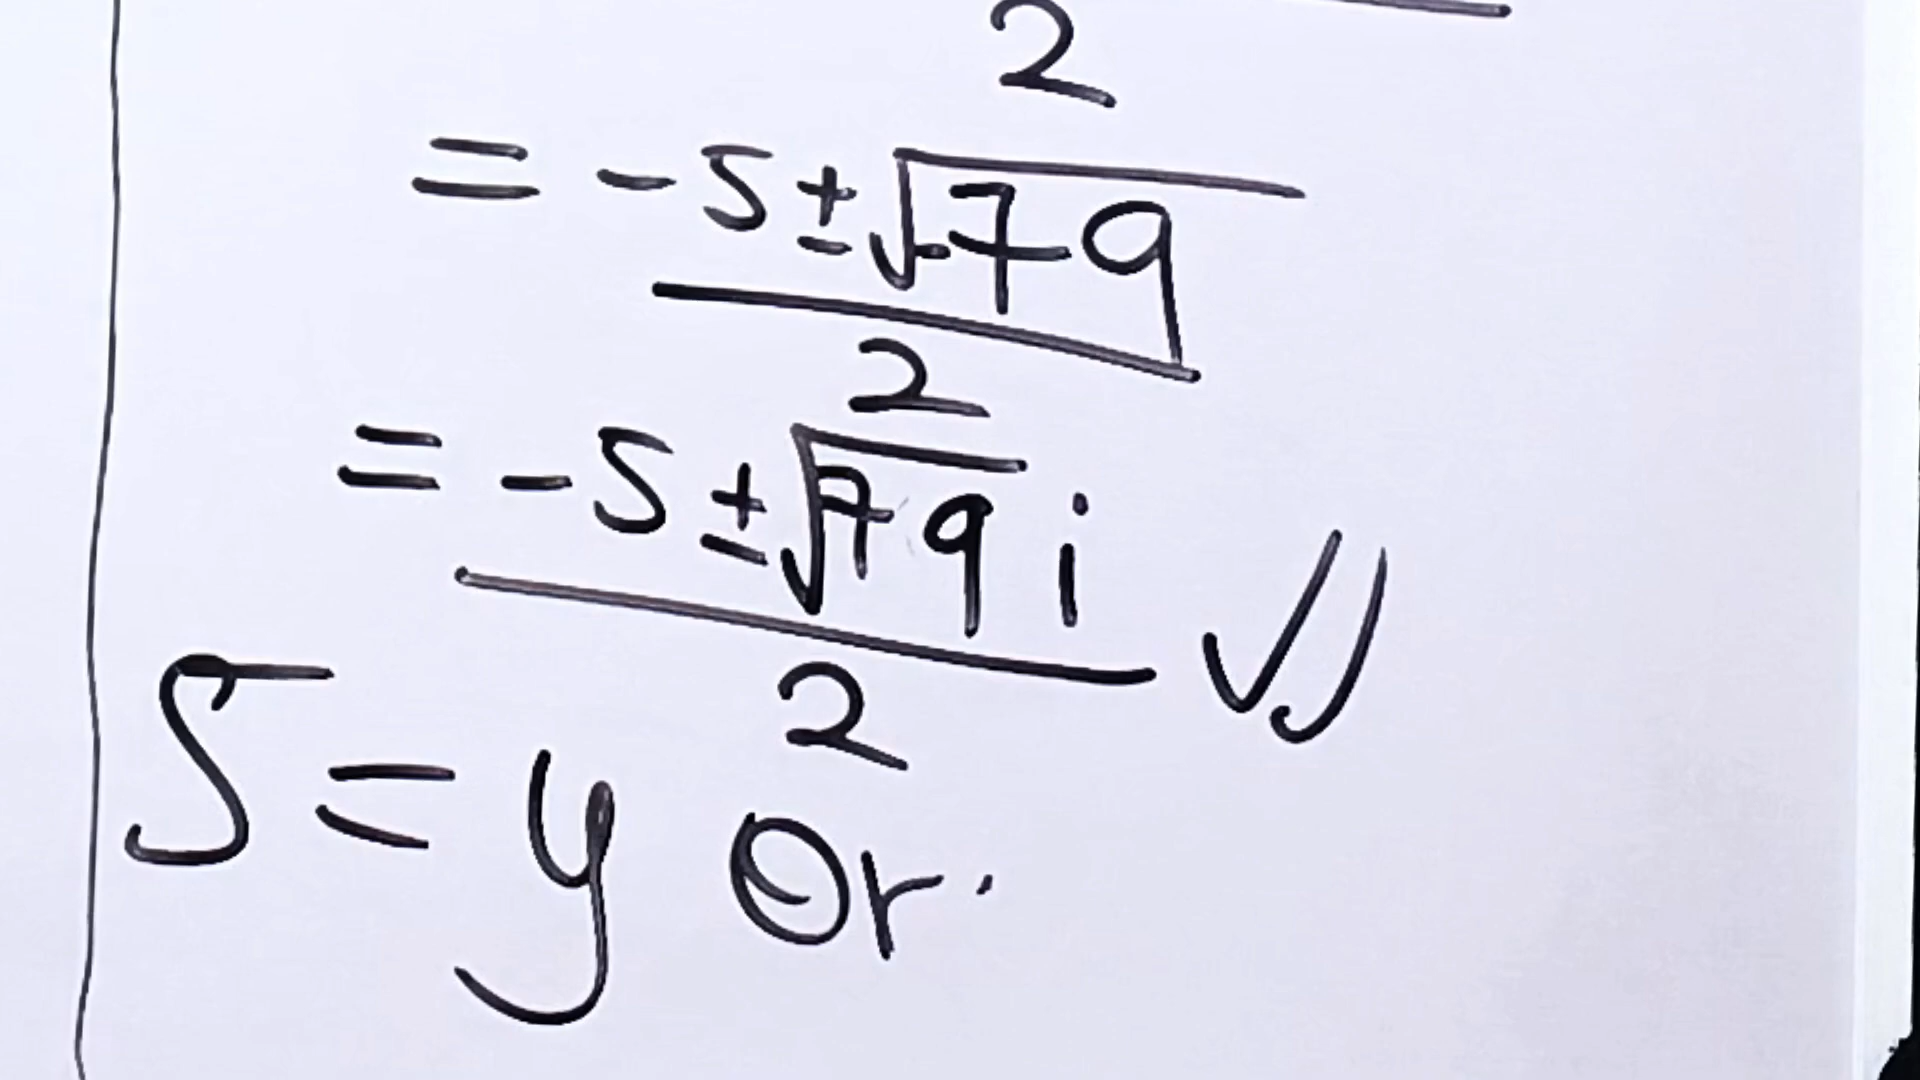 2
= -5±√-79
2
= -5±√79 i
2
5 = y Or